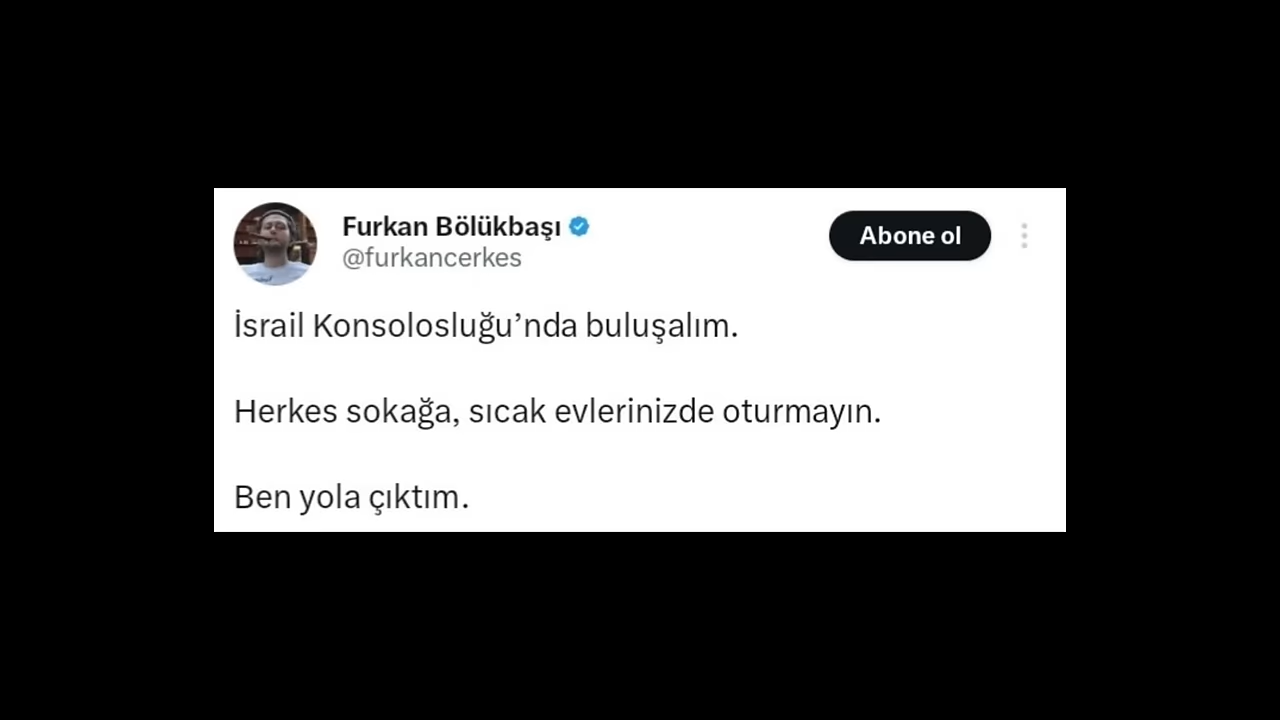 Furkan Bölükbaşı
@furkancerkes
Abone ol
İsrail Konsolosluğu’nda buluşalım.
Herkes sokağa, sıcak evlerinizde oturmayın.
Ben yola çıktım.